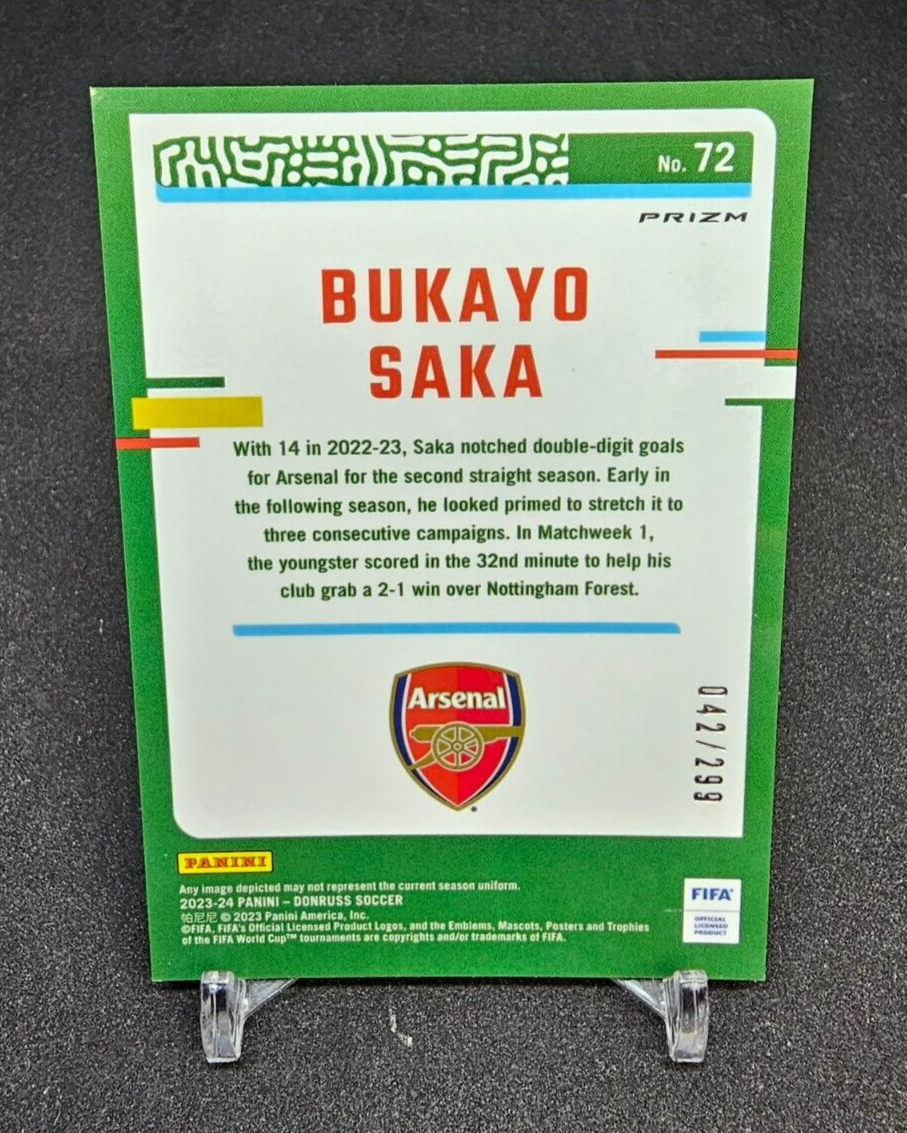 No. 72
PRIZM
BUKAYO
SAKA
With 14 in 2022-23, Saka notched double-digit goals
for Arsenal for the second straight season. Early in
the following season, he looked primed to stretch it to
three consecutive campaigns. In Matchweek 1,
the youngster scored in the 32nd minute to help his
club grab a 2-1 win over Nottingham Forest.
Arsenal
042/299
PANINI
Any image depicted may not represent the current season uniform.
2023-24 PANINI – DONRUSS SOCCER
帕尼尼 © 2023 Panini America, Inc.
©FIFA, FIFA's Official Licensed Product Logos, and the Emblems, Mascots, Posters and Trophies
of the FIFA World Cup™ tournaments are copyrights and/or trademarks of FIFA.
FIFA®
OFFICIAL
LICENSED
PRODUCT